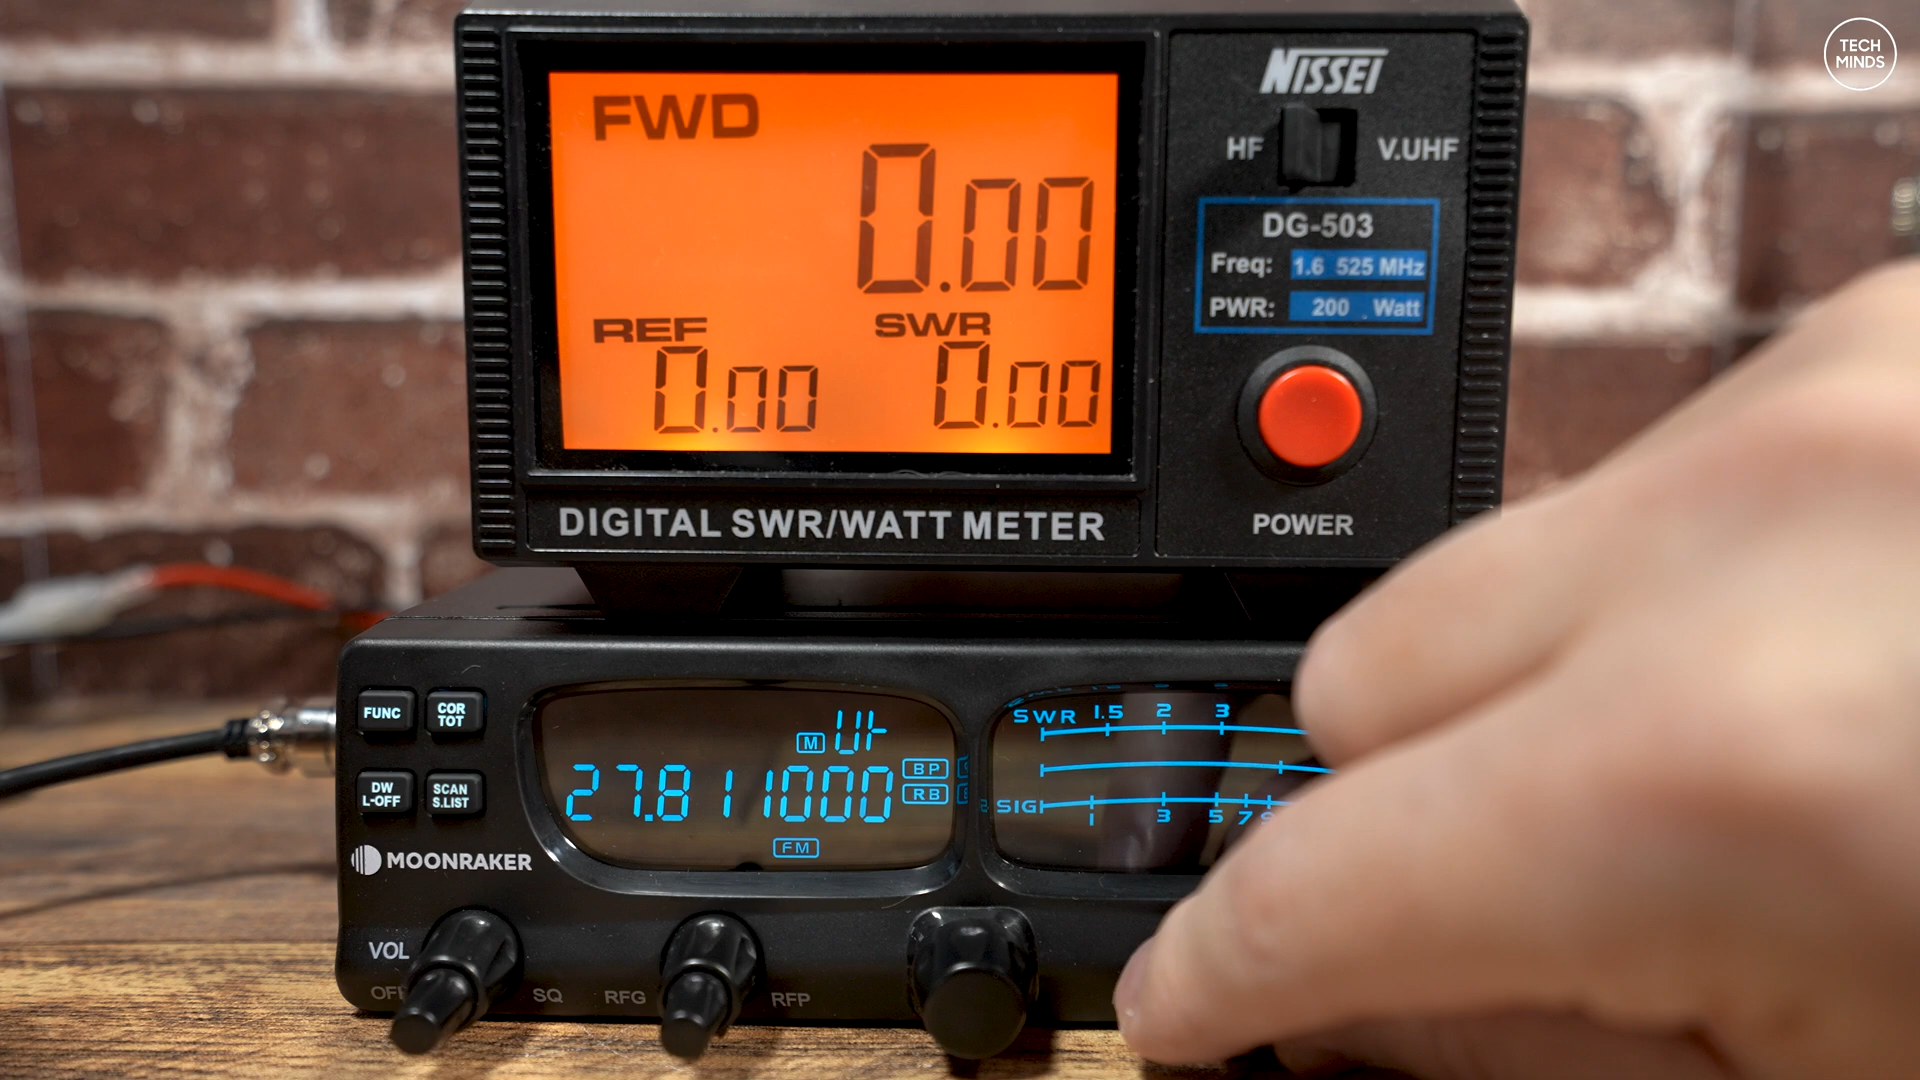 TECH
MINDS
NISSEI
FWD
0.00
HF
V.UHF
DG-503
Freq: 1.6 525 MHz
PWR: 200 Watt
REF
SWR
0.00
0.00
DIGITAL SWR/WATT METER
POWER
FUNC
COR
TOT
DW
L-OFF
SCAN
S.LIST
M UK
27.811000
BP
RB
FM
SWR 1.5 2 3
SIG 1 3 5 7
MOONRAKER
VOL
OFF
SQ
RFG
RFP